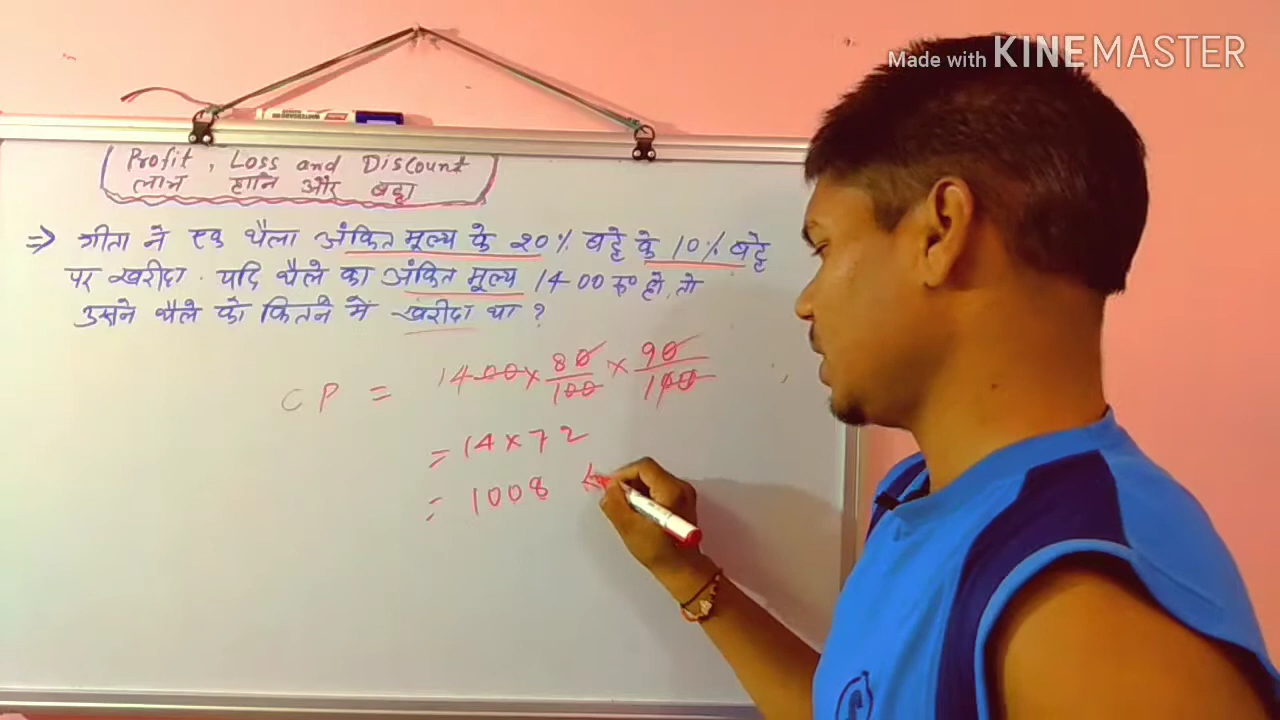 Made with KINEMASTER
Profit, Loss and Discount
लाभ हानि और बट्टा
⇒ गीता ने एक थैला अंकित मूल्य के 20% बट्टे के 10% बट्टे
पर खरीदा. यदि थैले का अंकित मूल्य 1400 रु० हो, तो
उसने थैले को कितने में खरीदा था ?
CP = 1400 × 80/100 × 90/100
= 14 × 72
= 1008